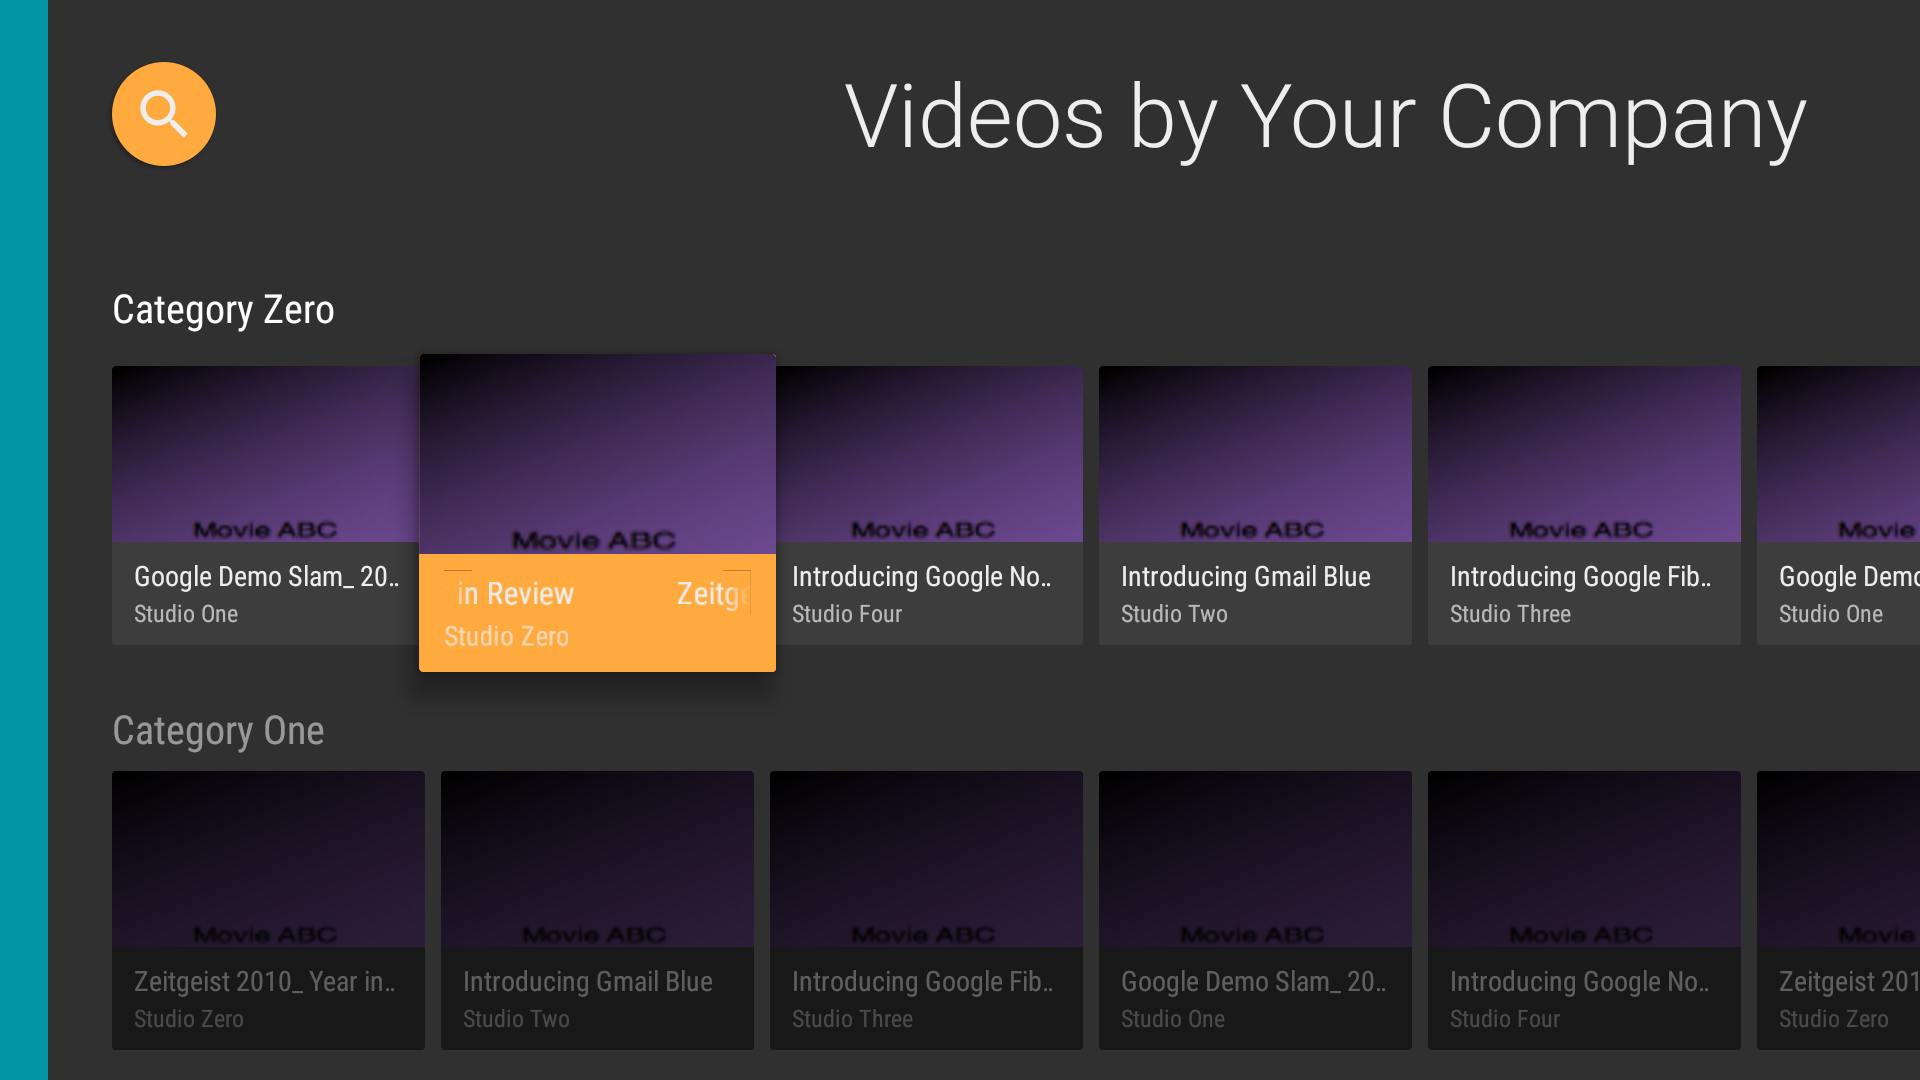 Videos by Your Company
Category Zero
Movie ABC
Movie ABC
Movie ABC
Movie ABC
Movie ABC
Movie
Google Demo Slam_ 20..
in Review Zeitge
Introducing Google No..
Introducing Gmail Blue
Introducing Google Fib..
Google Demo
Studio One
Studio Zero
Studio Four
Studio Two
Studio Three
Studio One
Category One
Movie ABC
Movie ABC
Movie ABC
Movie ABC
Movie ABC
Movie
Zeitgeist 2010_ Year in..
Introducing Gmail Blue
Introducing Google Fib..
Google Demo Slam_ 20..
Introducing Google No..
Zeitgeist 201
Studio Zero
Studio Two
Studio Three
Studio One
Studio Four
Studio Zero